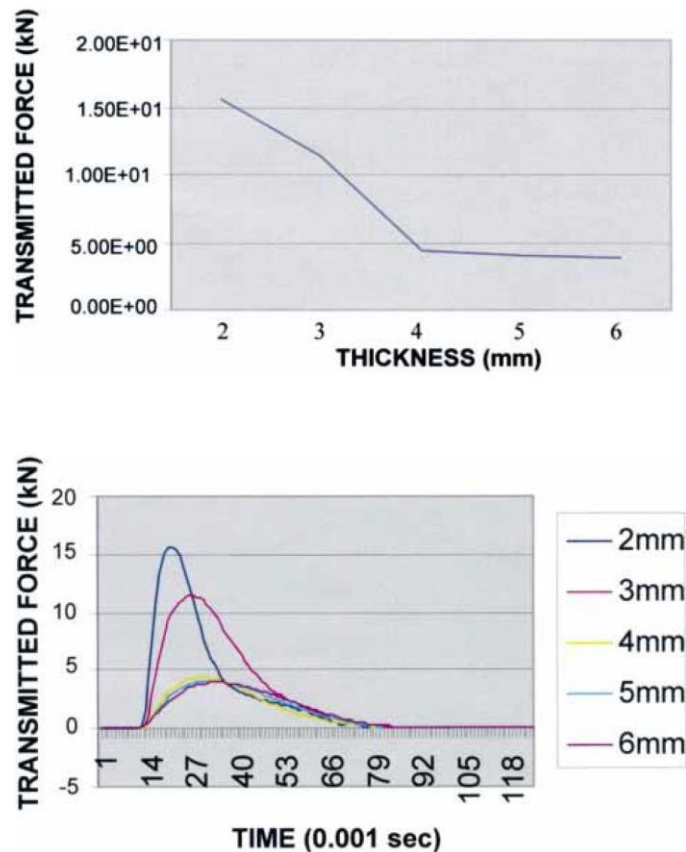 TRANSMITTED FORCE (kN)
2.00E+01
1.50E+01
1.00E+01
5.00E+00
0.00E+00
2 3 4 5 6
THICKNESS (mm)
TRANSMITTED FORCE (kN)
20
15
10
5
0
-5
1 14 27 40 53 66 79 92 105 118
TIME (0.001 sec)
2mm
3mm
4mm
5mm
6mm